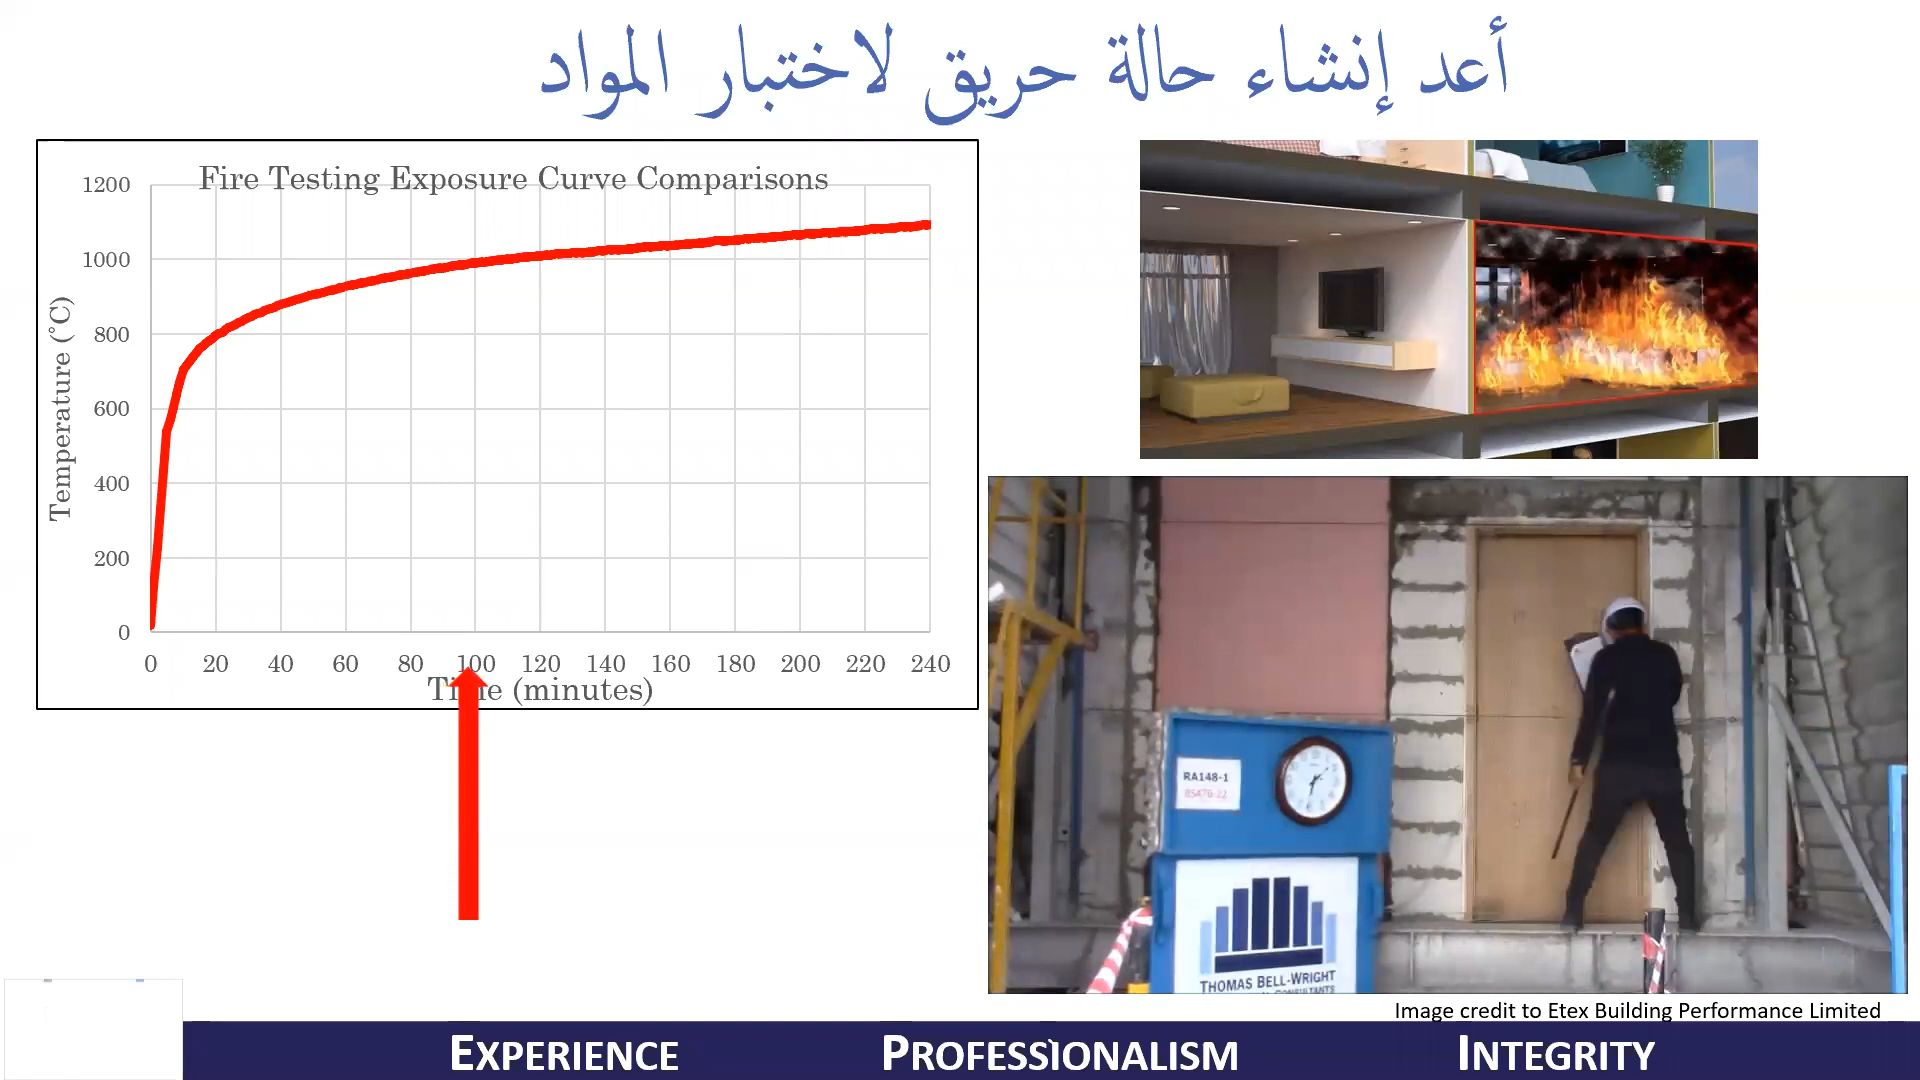 أعد إنشاء حالة حريق لاختبار المواد
Fire Testing Exposure Curve Comparisons
Temperature (°C)
1200
1000
800
600
400
200
0
0 20 40 60 80 100 120 140 160 180 200 220 240
(minutes)
RA148-1
BS476-22
THOMAS BELL-WRIGHT
Image credit to Etex Building Performance Limited
EXPERIENCE PROFESSIONALISM INTEGRITY